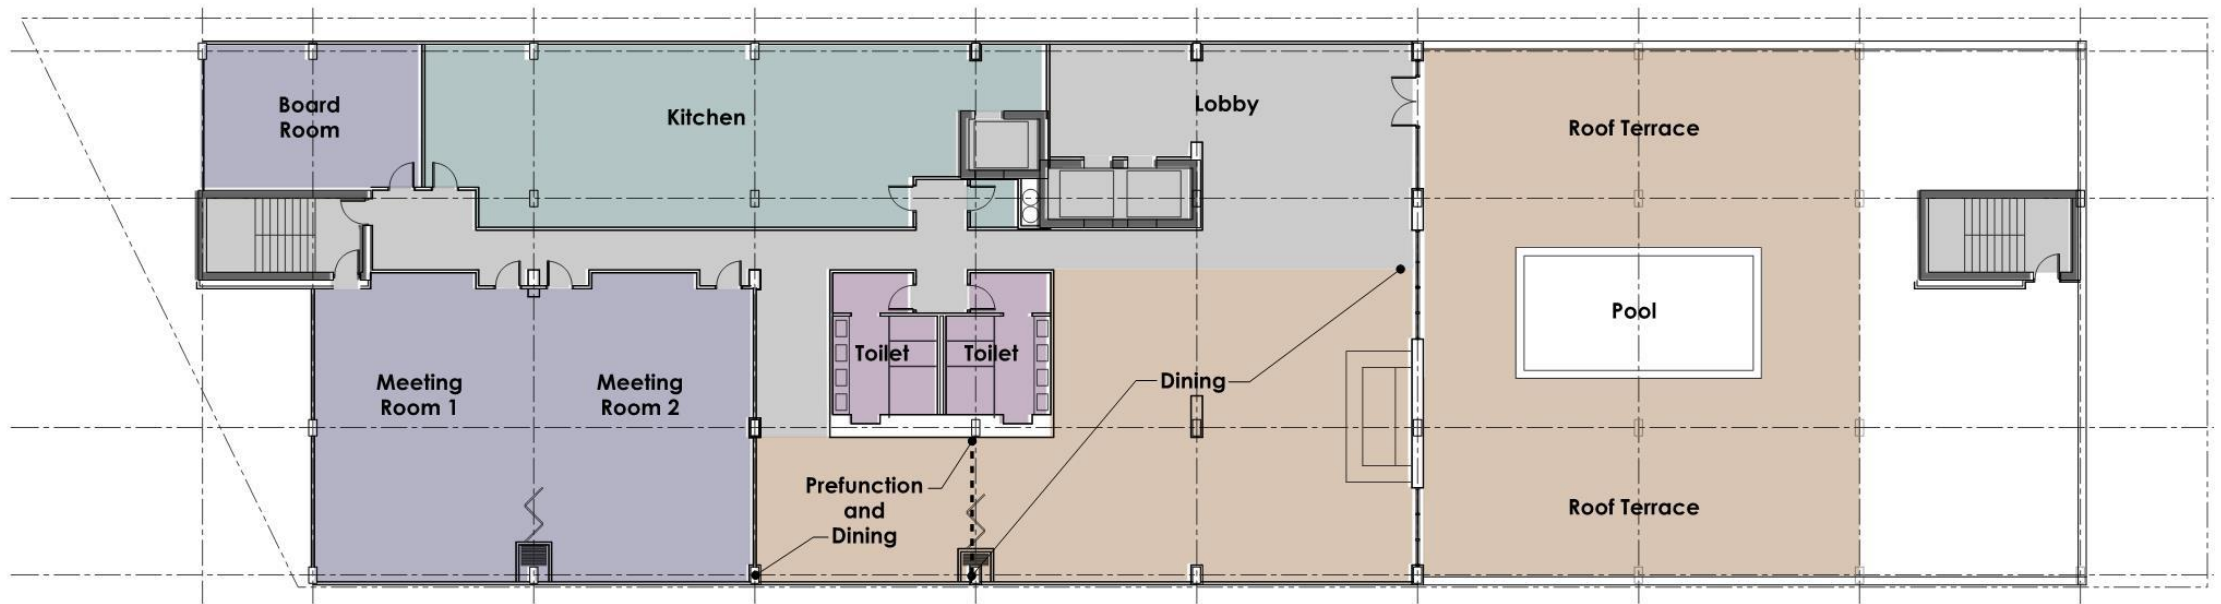 Board
Room
Kitchen
Lobby
Roof Terrace
Pool
Toilet
Toilet
Meeting
Room 1
Meeting
Room 2
Dining
Prefunction
and
Dining
Roof Terrace